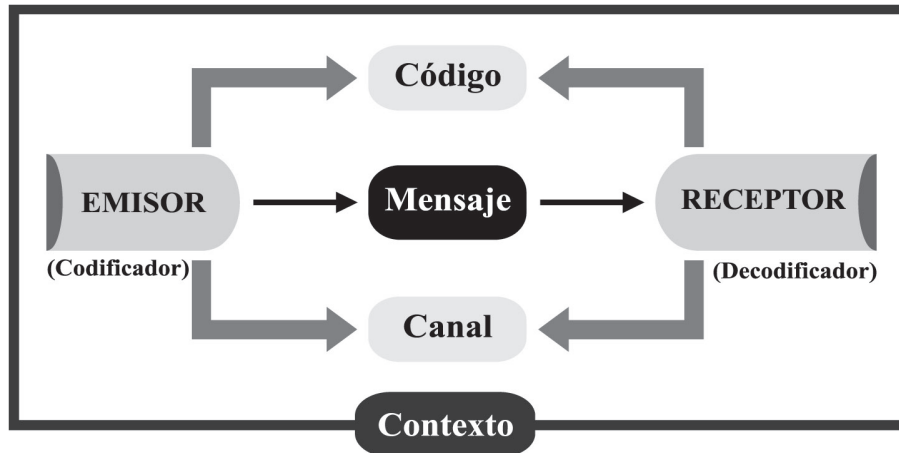 Código
EMISOR
Mensaje
RECEPTOR
(Codificador)
(Decodificador)
Canal
Contexto